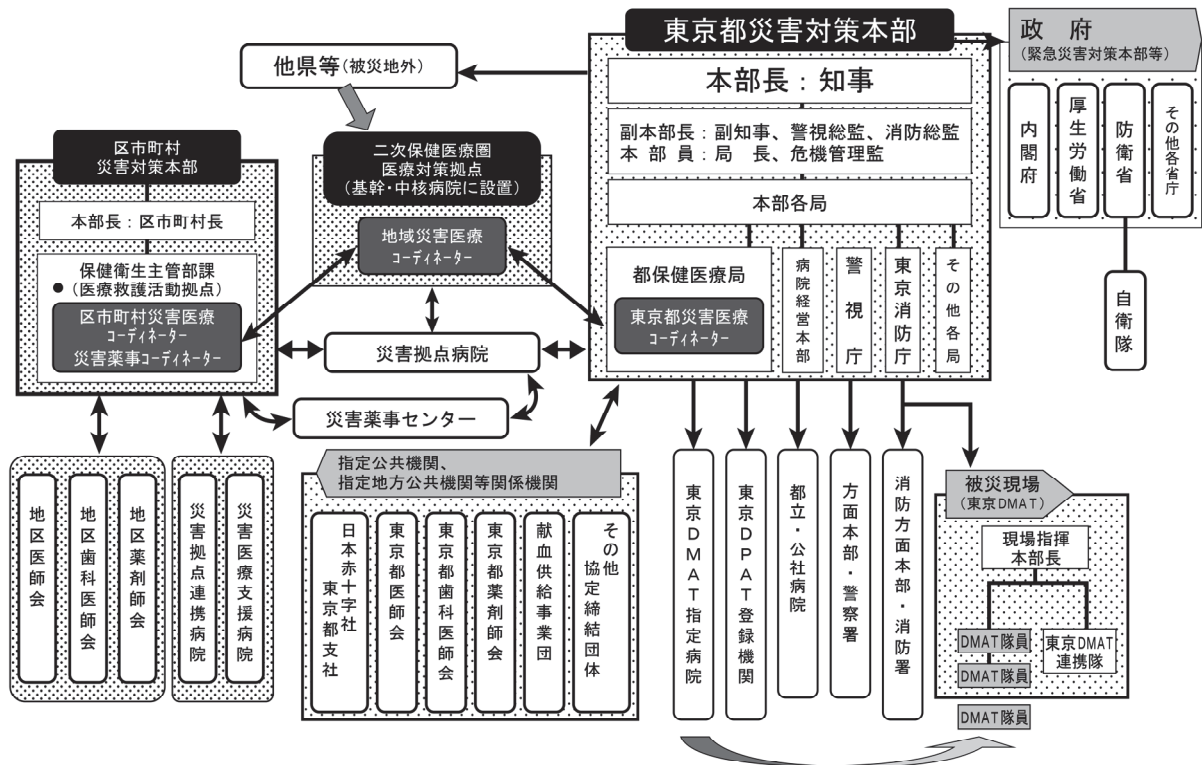 東京都災害対策本部
本部長：知事
副本部長：副知事、警視総監、消防総監
本部員：局長、危機管理監
本部各局
都保健医療局
東京都災害医療
コーディネーター
病院経営本部
警視庁
東京消防庁
その他各局
政府
（緊急災害対策本部等）
内閣府
厚生労働省
防衛省
その他各省庁
自衛隊
他県等（被災地外）
二次保健医療圏
医療対策拠点
（基幹・中核病院に設置）
地域災害医療
コーディネーター
区市町村
災害対策本部
本部長：区市町村長
保健衛生主管部課
●（医療救護活動拠点）
区市町村災害医療
コーディネーター
災害薬事コーディネーター
災害拠点病院
災害薬事センター
地区医師会
地区歯科医師会
地区薬剤師会
災害拠点連携病院
災害医療支援病院
指定公共機関、
指定地方公共機関等関係機関
日本赤十字社
東京都支社
東京都医師会
東京都歯科医師会
東京都薬剤師会
献血供給事業団
その他
協定締結団体
東京DMAT指定病院
東京DPAT登録機関
都立・公社病院
方面本部・警察署
消防方面本部・消防署
被災現場
（東京DMAT）
現場指揮
本部長
DMAT隊員
DMAT隊員
東京DMAT
連携隊
DMAT隊員